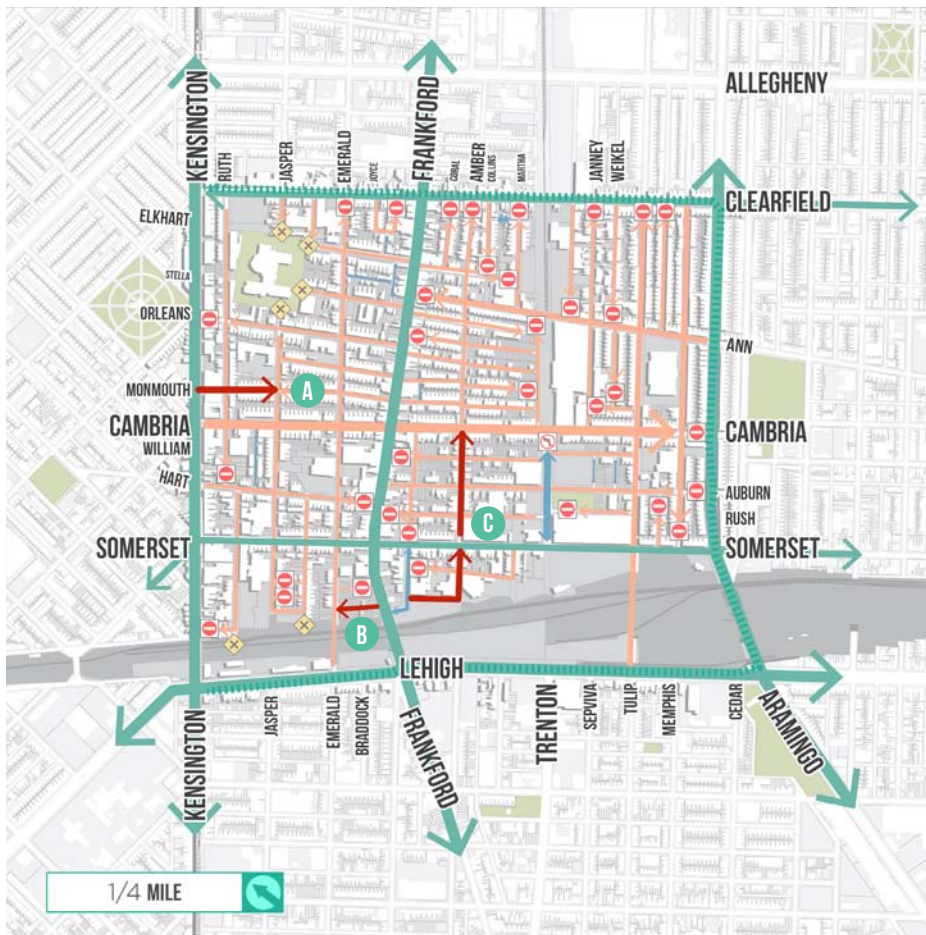 ALLEGHENY
KENSINGTON
RUTH
JASPER
EMERALD
JOYCE
FRANKFORD
CORAL
AMBER
COLLINS
MARTHA
JANNEY
WEIKEL
CLEARFIELD
ELKHART
STELLA
ORLEANS
ANN
MONMOUTH
A
CAMBRIA
CAMBRIA
WILLIAM
HART
AUBURN
RUSH
C
SOMERSET
SOMERSET
B
LEHIGH
KENSINGTON
JASPER
EMERALD
BRADDOCK
FRANKFORD
TRENTON
SEPVIVA
TULIP
MEMPHIS
CEDAR
ARAMINGO
1/4 MILE